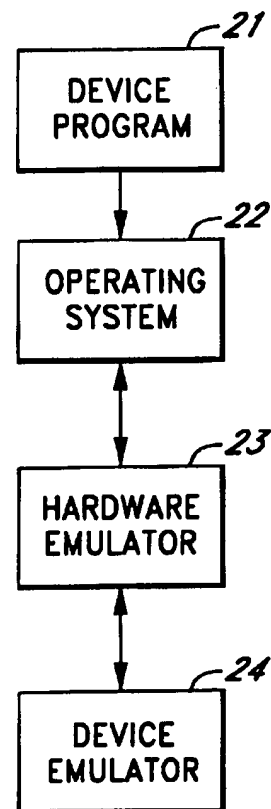 21
DEVICE
PROGRAM
22
OPERATING
SYSTEM
23
HARDWARE
EMULATOR
24
DEVICE
EMULATOR